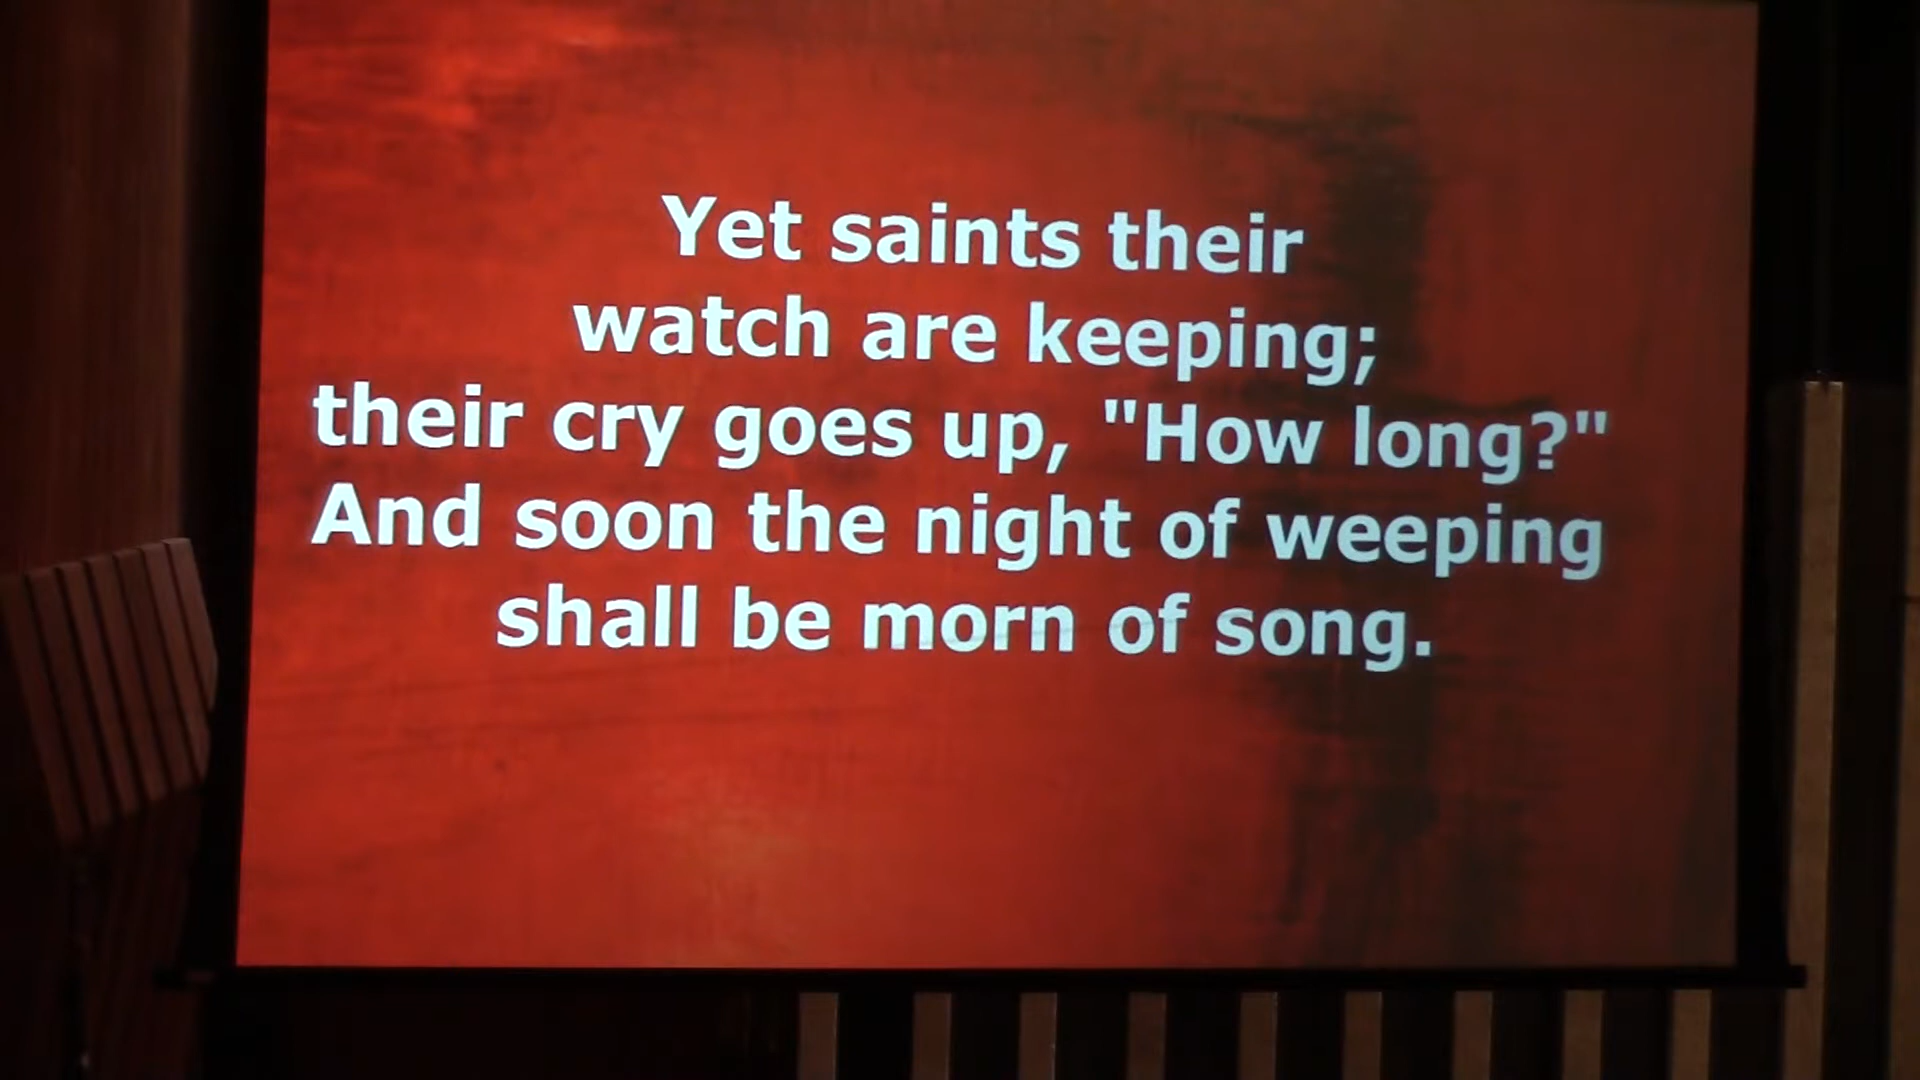 Yet saints their
watch are keeping;
their cry goes up, "How long?"
And soon the night of weeping
shall be morn of song.